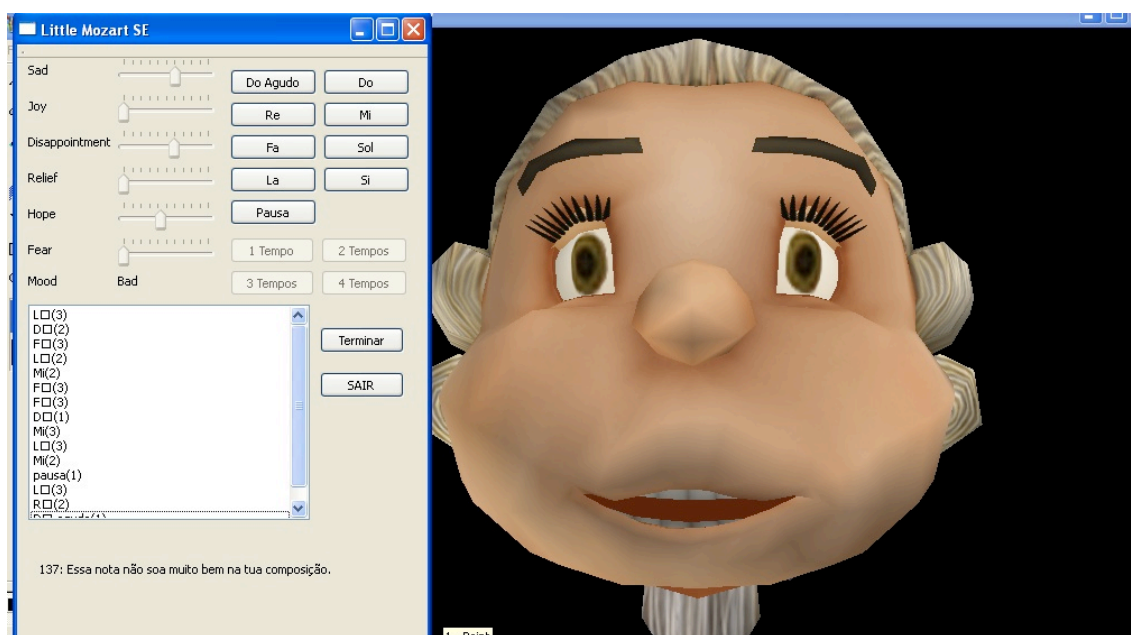 Little Mozart SE
Sad
Joy
Disappointment
Relief
Hope
Fear
Mood Bad
Do Agudo Do
Re Mi
Fa Sol
La Si
Pausa
1 Tempo 2 Tempos
3 Tempos 4 Tempos
L□(3)
D□(2)
F□(3)
L□(2)
Mi(2)
F□(3)
F□(3)
D□(1)
Mi(3)
L□(3)
Mi(2)
pausa(1)
L□(3)
R□(2)
D□ agudo(1)
Terminar
SAIR
137: Essa nota não soa muito bem na tua composição.